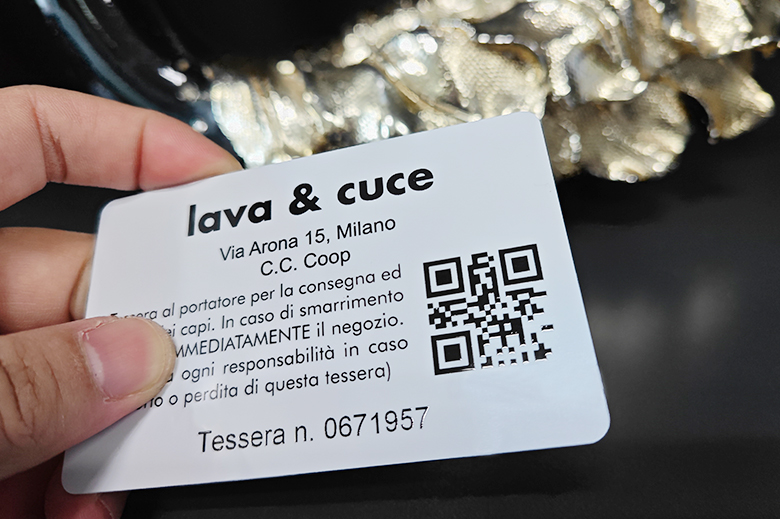 lava & cuce
Via Arona 15, Milano
C.C. Coop
al portatore per la consegna ed
capi. In caso di smarrimento
IMMEDIATAMENTE il negozio.
ogni responsabilità in caso
o perdita di questa tessera)
Tessera n. 0671957